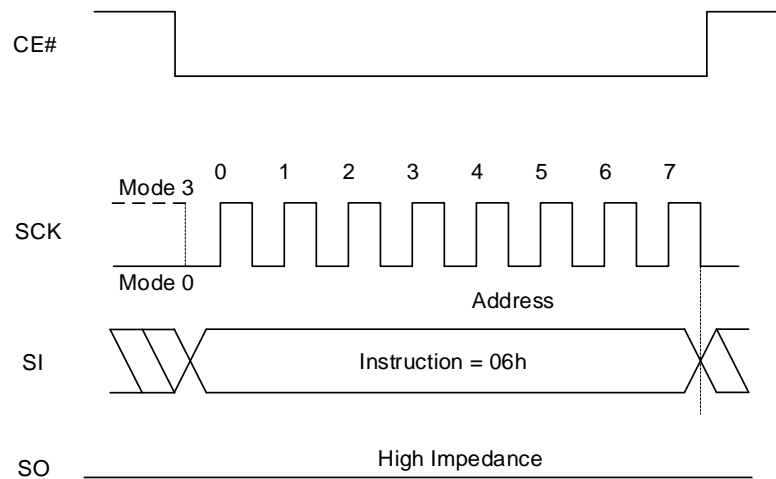 CE#
0 1 2 3 4 5 6 7
Mode 3
SCK
Mode 0
Address
SI
Instruction = 06h
High Impedance
SO